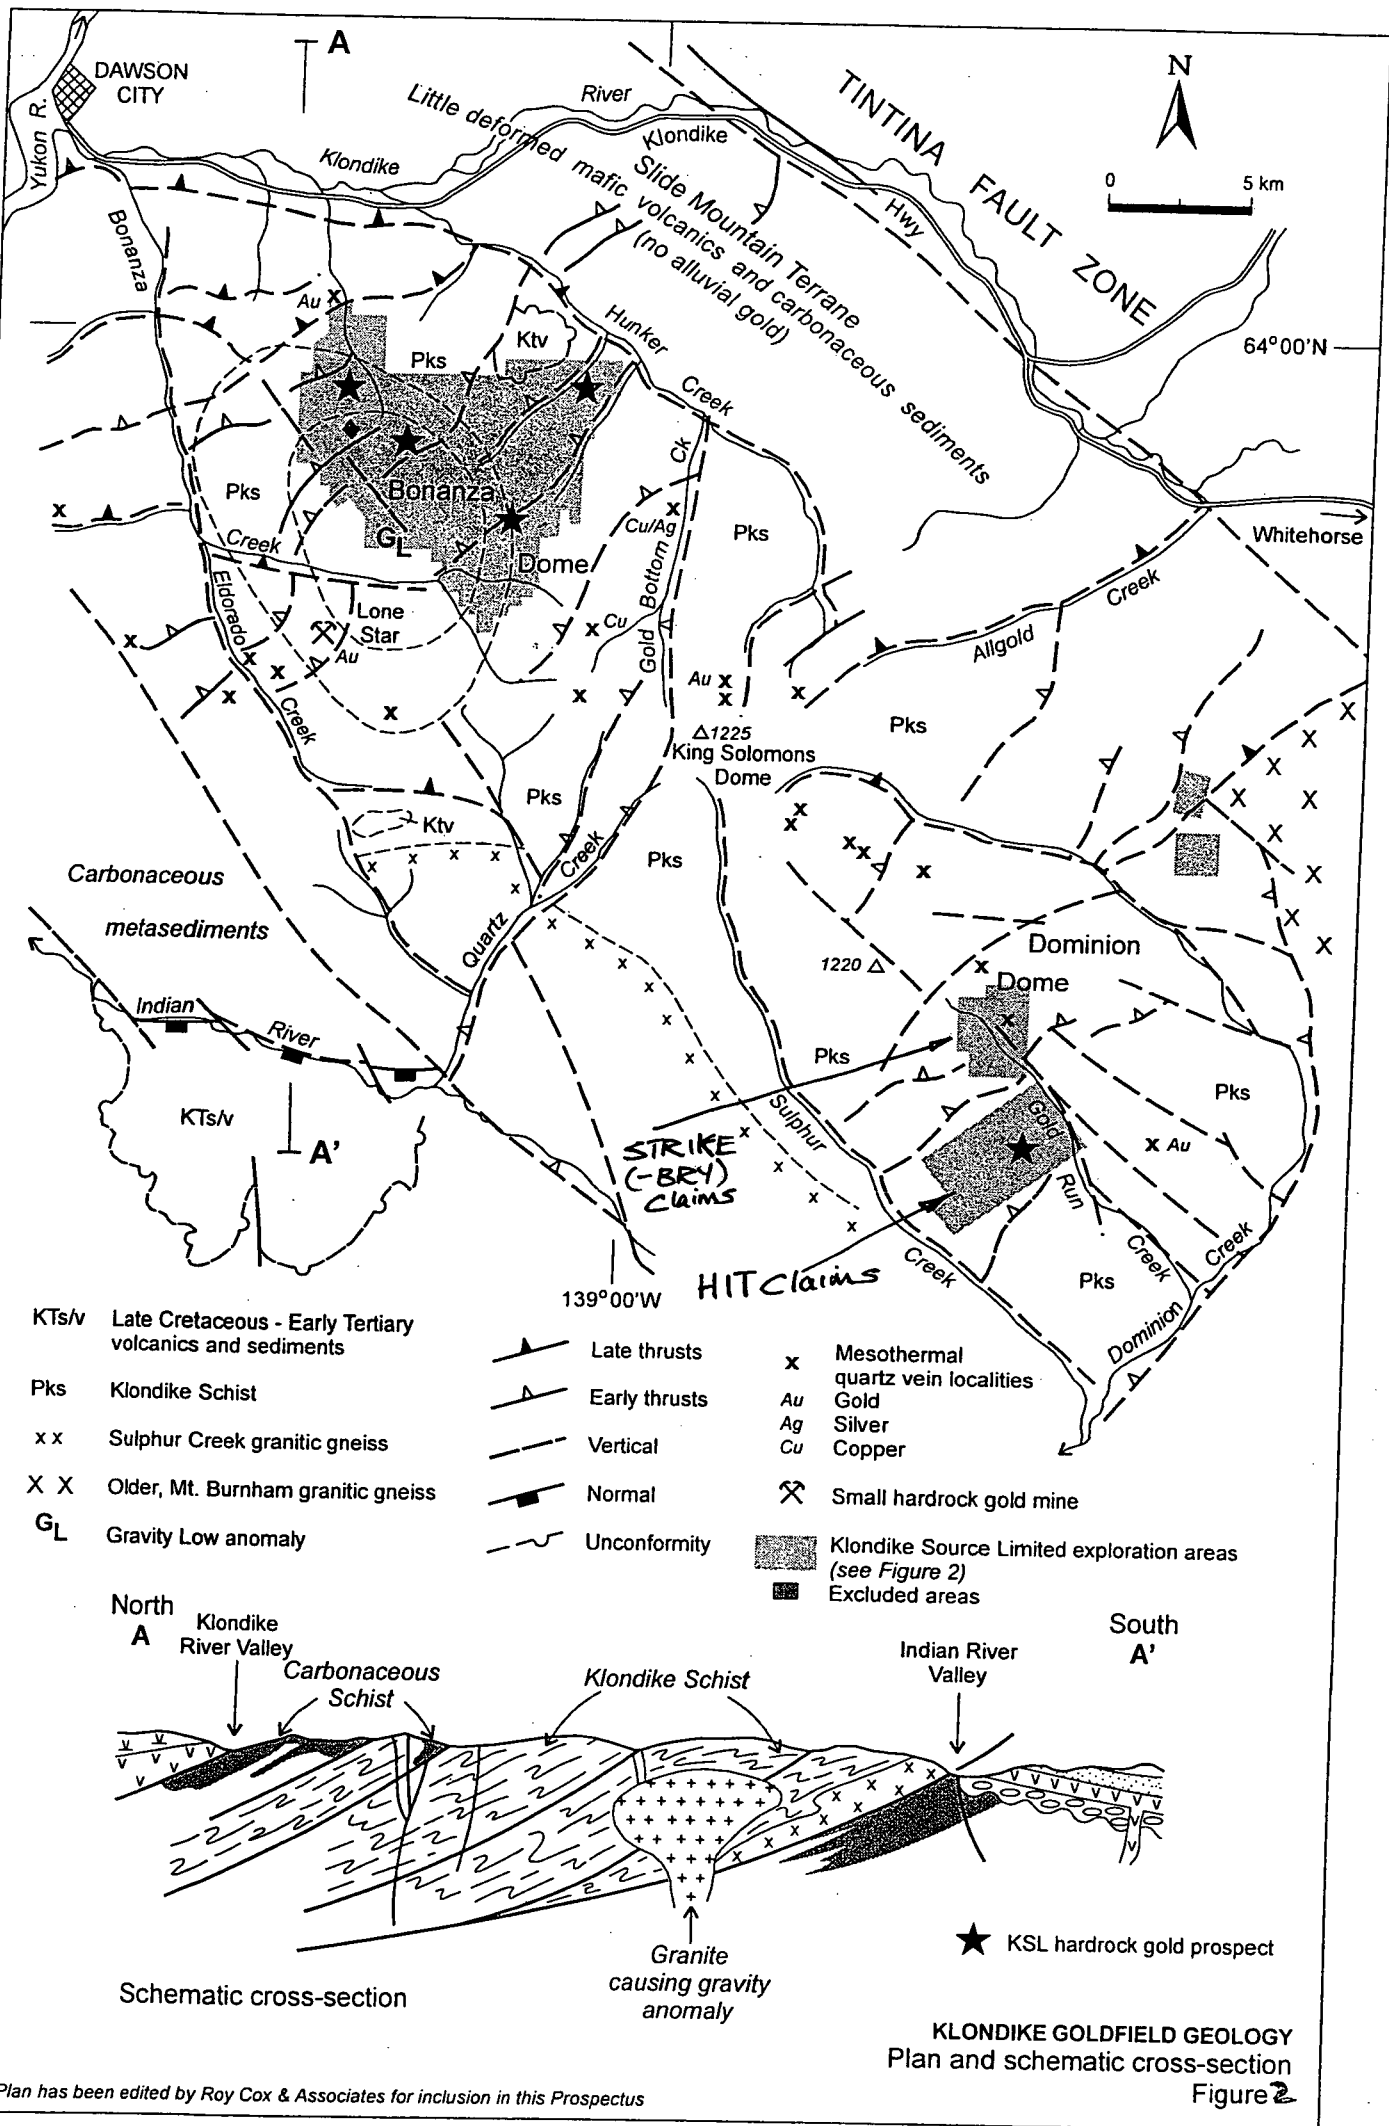 A
DAWSON
CITY
Yukon R.
Klondike
River
Klondike
Hwy
Little deformed mafic volcanics and carbonaceous sediments
Slide Mountain Terrane
(no alluvial gold)
TINTINA FAULT ZONE
N
0 5 km
64°00'N
Bonanza
Au x
Pks
Ktv
Hunker
Creek
Ck
Pks
Bonanza
Dome
GL
Creek
Cu/Ag
Pks
Whitehorse
Eldorado
Lone
Star
Au
Cu
Gold Bottom
Allgold
Creek
Au x
Creek
△1225
King Solomons
Dome
Pks
Pks
Ktv
Creek
Pks
Carbonaceous
metasediments
Quartz
Dominion
Dome
1220 △
Indian
River
Pks
Pks
KTs/v
A'
Sulphur
Gold
Run
x Au
STRIKE
(-BRY)
Claims
HIT Claims
Creek
Creek
Creek
Pks
Dominion
139°00'W
KTs/v Late Cretaceous - Early Tertiary
volcanics and sediments
Pks Klondike Schist
x x Sulphur Creek granitic gneiss
X X Older, Mt. Burnham granitic gneiss
GL Gravity Low anomaly
Late thrusts
Early thrusts
Vertical
Normal
Unconformity
x Mesothermal
quartz vein localities
Au Gold
Ag Silver
Cu Copper
Small hardrock gold mine
Klondike Source Limited exploration areas
(see Figure 2)
Excluded areas
North
A
Klondike
River Valley
Carbonaceous
Schist
Klondike Schist
Indian River
Valley
South
A'
Granite
causing gravity
anomaly
Schematic cross-section
KSL hardrock gold prospect
KLONDIKE GOLDFIELD GEOLOGY
Plan and schematic cross-section
Figure 2
Plan has been edited by Roy Cox & Associates for inclusion in this Prospectus